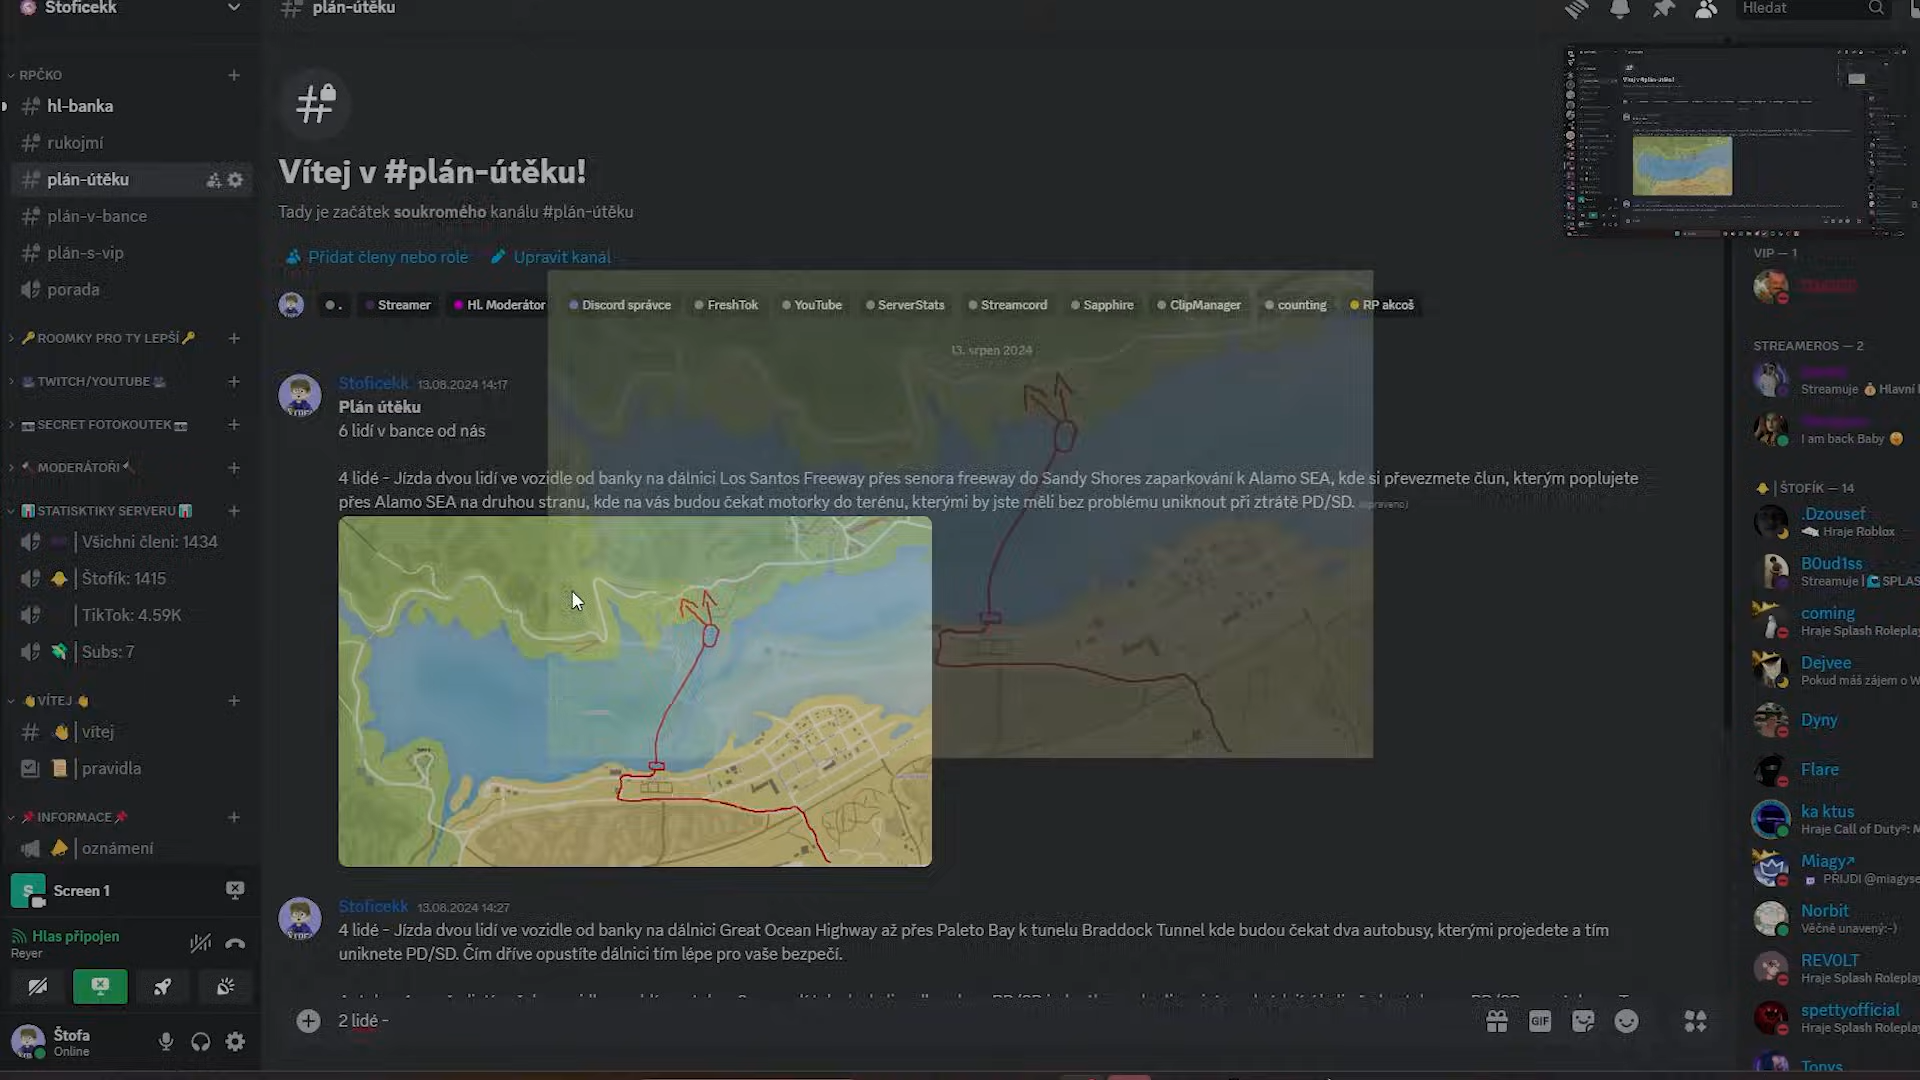 Stoficekk
plán-útěku
Hledat
RPČKO
hl-banka
rukojmí
plán-útěku
plán-v-bance
plán-s-vip
porada
ROOMKY PRO TY LEPŠÍ
TWITCH/YOUTUBE
SECRET FOTOKOUTEK
MODERÁTOŘI
STATISKTIKY SERVERU
Všichni členi: 1434
Štofík: 1415
TikTok: 4.59K
Subs: 7
VÍTEJ
vítej
pravidla
INFORMACE
oznámení
S
Screen 1
Hlas připojen
Reyer
Štofa
Online
Vítej v #plán-útěku!
Tady je začátek soukromého kanálu #plán-útěku
Přidat členy nebo role
Upravit kanál
. Streamer Hl. Moderátor Discord správce FreshTok YouTube ServerStats Streamcord Sapphire ClipManager counting RP akcoš
13. srpen 2024
Stoficekk 13.08.2024 14:17
Plán útěku
6 lidí v bance od nás
4 lidé - Jízda dvou lidí ve vozidle od banky na dálnici Los Santos Freeway přes senora freeway do Sandy Shores zaparkování k Alamo SEA, kde si převezmete člun, kterým poplujete
přes Alamo SEA na druhou stranu, kde na vás budou čekat motorky do terénu, kterými by jste měli bez problému uniknout při ztrátě PD/SD. (upraveno)
Stoficekk 13.08.2024 14:27
4 lidé - Jízda dvou lidí ve vozidle od banky na dálnici Great Ocean Highway až přes Paleto Bay k tunelu Braddock Tunnel kde budou čekat dva autobusy, kterými projedete a tím
uniknete PD/SD. Čím dříve opustíte dálnici tím lépe pro vaše bezpečí.
2 lidé -
GIF
VIP — 1
STREAMEROS — 2
Streamuje Hlavní
I am back Baby
ŠTOFÍK — 14
.Dzousef
Hraje Roblox
B0ud1ss
Streamuje | SPLAS
coming
Hraje Splash Roleplay
Dejvee
Pokud máš zájem o W
Dyny
Flare
ka ktus
Hraje Call of Duty®: M
Miagy
PŘIJDI @miagyse
Norbit
Věčně unavený:-)
REV0LT
Hraje Splash Roleplay
spettyofficial
Hraje Splash Roleplay
Tonys